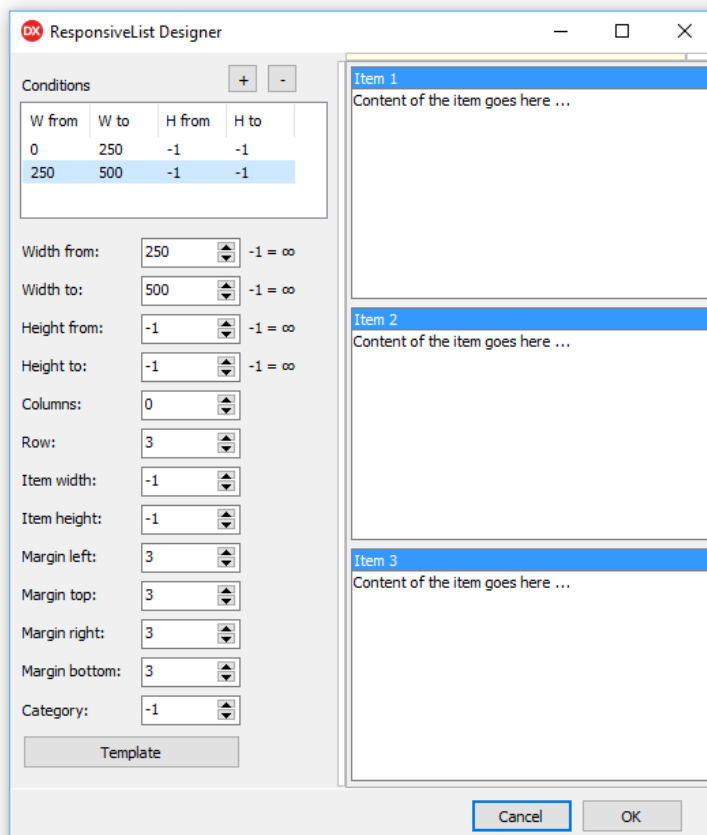 DX ResponsiveList Designer
Conditions + -
W from W to H from H to
0 250 -1 -1
250 500 -1 -1
Width from: 250 -1 = ∞
Width to: 500 -1 = ∞
Height from: -1 -1 = ∞
Height to: -1 -1 = ∞
Columns: 0
Row: 3
Item width: -1
Item height: -1
Margin left: 3
Margin top: 3
Margin right: 3
Margin bottom: 3
Category: -1
Template
Item 1
Content of the item goes here ...
Item 2
Content of the item goes here ...
Item 3
Content of the item goes here ...
Cancel OK